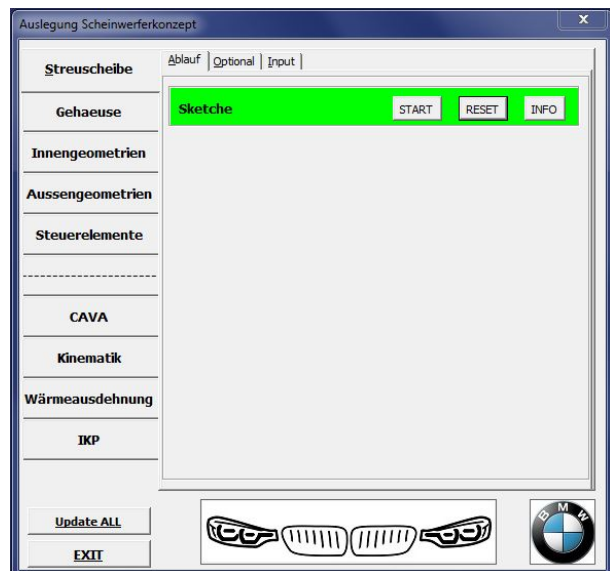 Auslegung Scheinwerferkonzept
x
Streuscheibe
Gehaeuse
Innengeometrien
Aussengeometrien
Steuerelemente
--------------------
CAVA
Kinematik
Wärmeausdehnung
IKP
Ablauf Optional Input
Sketche START RESET INFO
Update ALL
EXIT
BMW